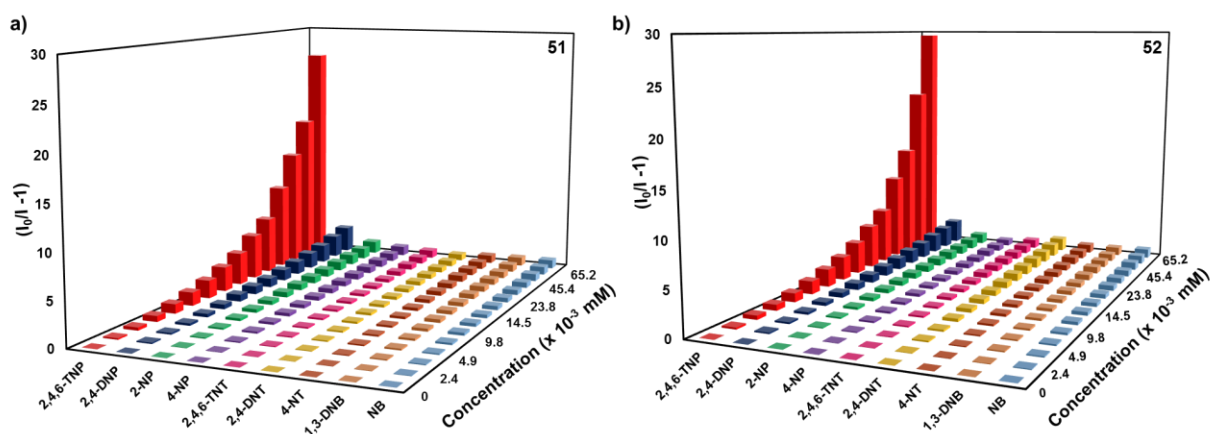 a)
51
30
25
20
15
10
5
0
(I₀/I -1)
2,4,6-TNP
2,4-DNP
2-NP
4-NP
2,4,6-TNT
2,4-DNT
4-NT
1,3-DNB
NB
0
2.4
4.9
9.8
14.5
23.8
45.4
65.2
Concentration (x 10⁻³ mM)
b)
52
30
25
20
15
10
5
0
(I₀/I -1)
2,4,6-TNP
2,4-DNP
2-NP
4-NP
2,4,6-TNT
2,4-DNT
4-NT
1,3-DNB
NB
0
2.4
4.9
9.8
14.5
23.8
45.4
65.2
Concentration (x 10⁻³ mM)